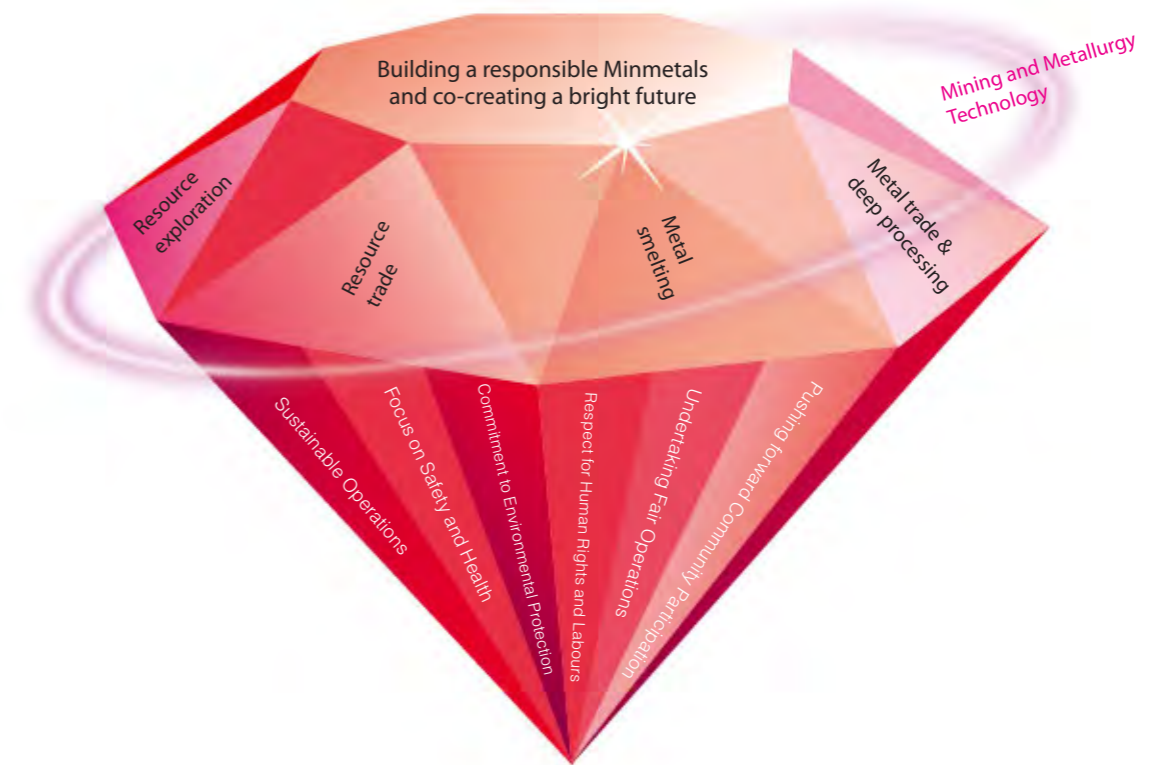 Building a responsible Minmetals
and co-creating a bright future
Mining and Metallurgy
Technology
Resource
exploration
Resource
trade
Metal
smelting
Metal trade &
deep processing
Sustainable Operations
Focus on Safety and Health
Commitment to Environmental Protection
Respect for Human Rights and Labours
Undertaking Fair Operations
Pushing forward Community Participation